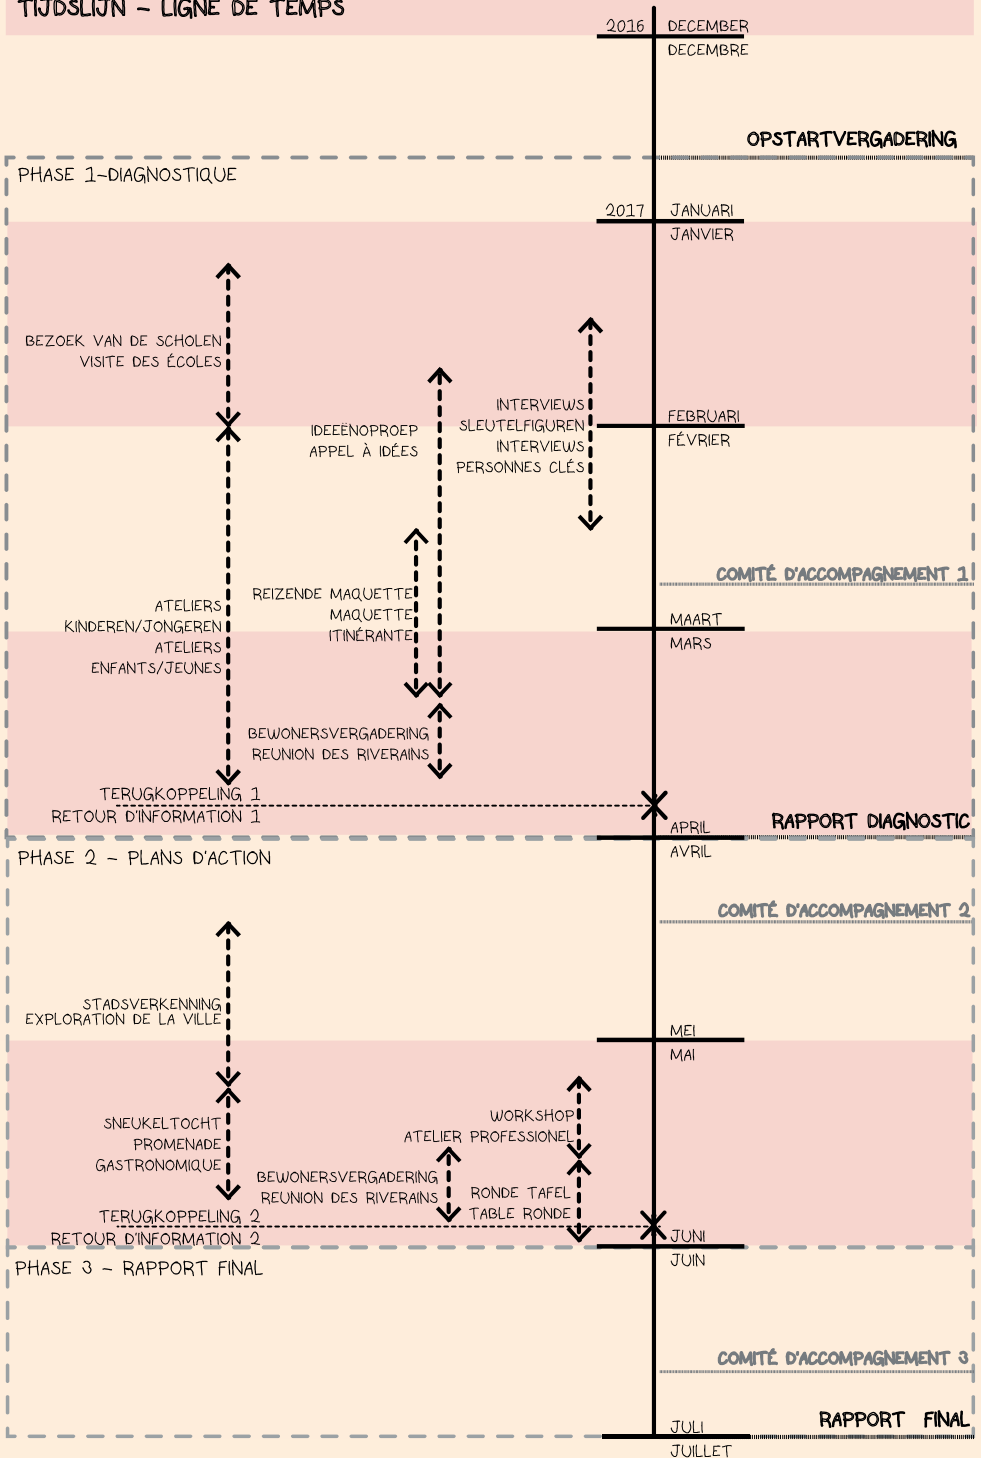 TIJDSLIJN – LIGNE DE TEMPS
2016 DECEMBER
DECEMBRE
OPSTARTVERGADERING
PHASE 1-DIAGNOSTIQUE
2017 JANUARI
JANVIER
BEZOEK VAN DE SCHOLEN
VISITE DES ÉCOLES
INTERVIEWS
SLEUTELFIGUREN
INTERVIEWS
PERSONNES CLÉS
IDEEËNOPROEP
APPEL À IDÉES
FEBRUARI
FÉVRIER
COMITÉ D'ACCOMPAGNEMENT 1
REIZENDE MAQUETTE
MAQUETTE
ITINÉRANTE
ATELIERS
KINDEREN/JONGEREN
ATELIERS
ENFANTS/JEUNES
MAART
MARS
BEWONERSVERGADERING
REUNION DES RIVERAINS
TERUGKOPPELING 1
RETOUR D'INFORMATION 1
RAPPORT DIAGNOSTIC
APRIL
AVRIL
PHASE 2 – PLANS D'ACTION
COMITÉ D'ACCOMPAGNEMENT 2
STADSVERKENNING
EXPLORATION DE LA VILLE
MEI
MAI
SNEUKELTOCHT
PROMENADE
GASTRONOMIQUE
WORKSHOP
ATELIER PROFESSIONEL
BEWONERSVERGADERING
REUNION DES RIVERAINS
RONDE TAFEL
TABLE RONDE
TERUGKOPPELING 2
RETOUR D'INFORMATION 2
JUNI
JUIN
PHASE 3 – RAPPORT FINAL
COMITÉ D'ACCOMPAGNEMENT 3
RAPPORT FINAL
JULI
JUILLET